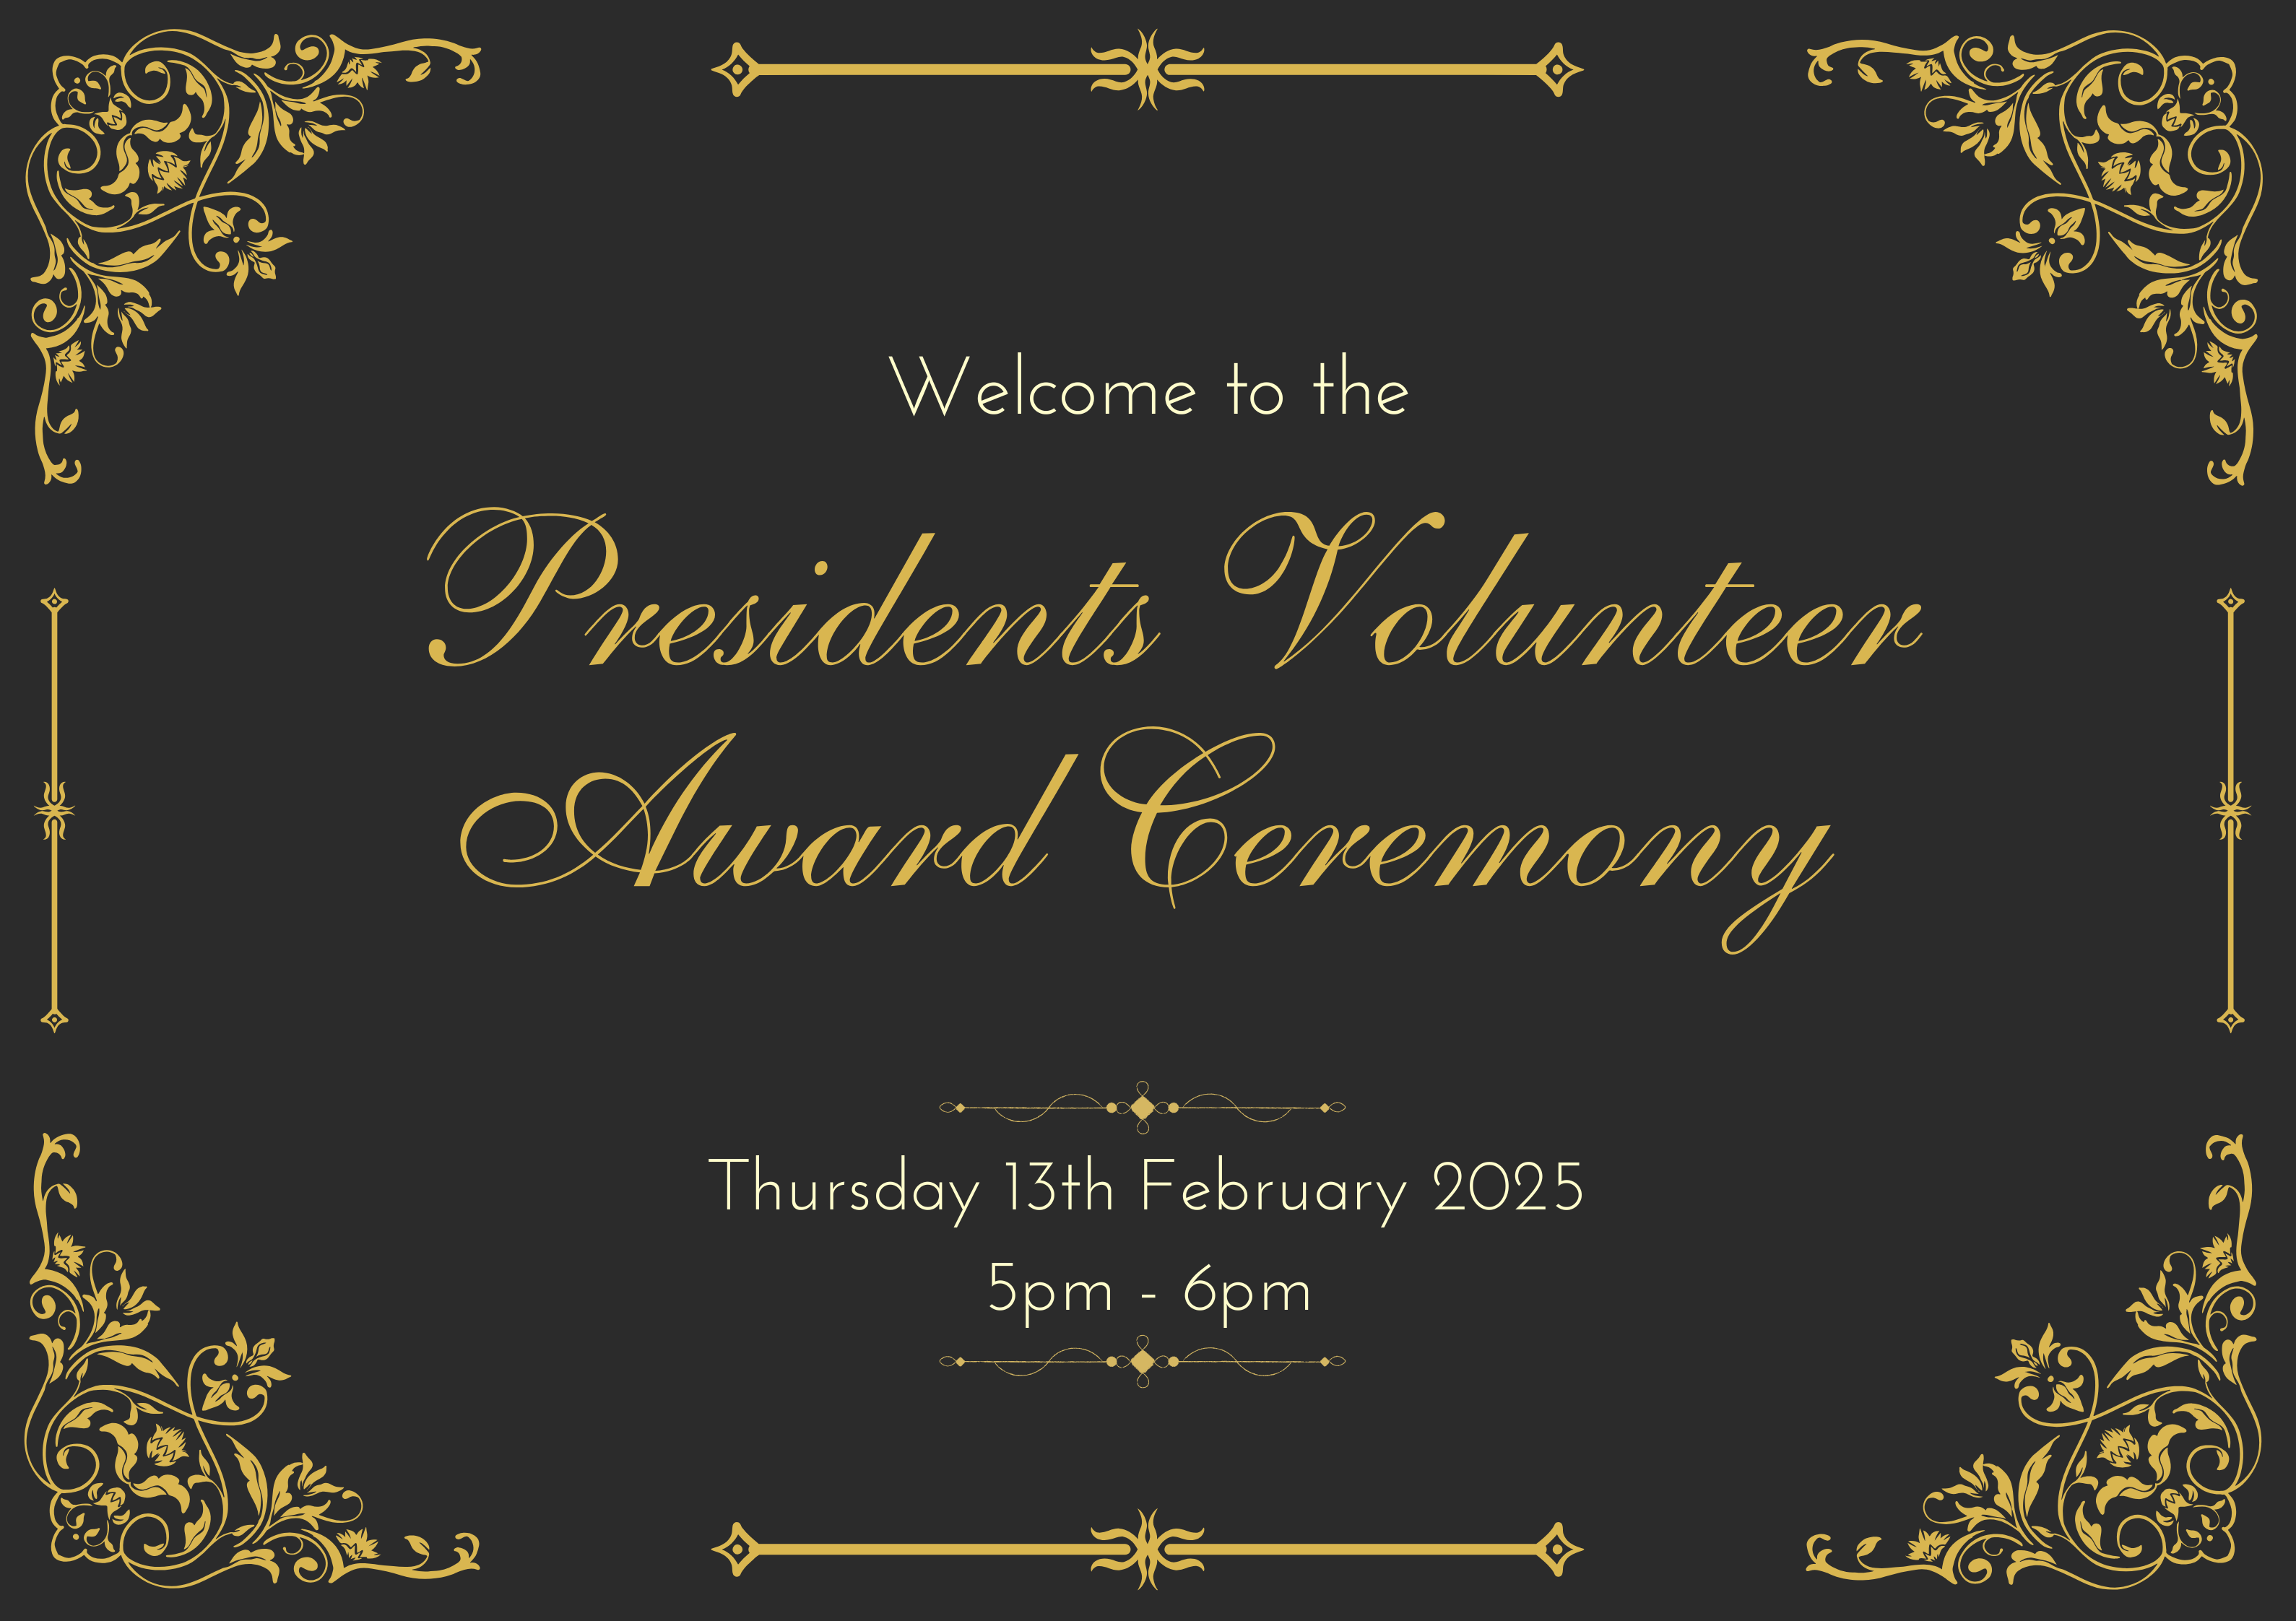 Welcome to the
Presidents Volunteer
Award Ceremony
Thursday 13th February 2025
5pm - 6pm